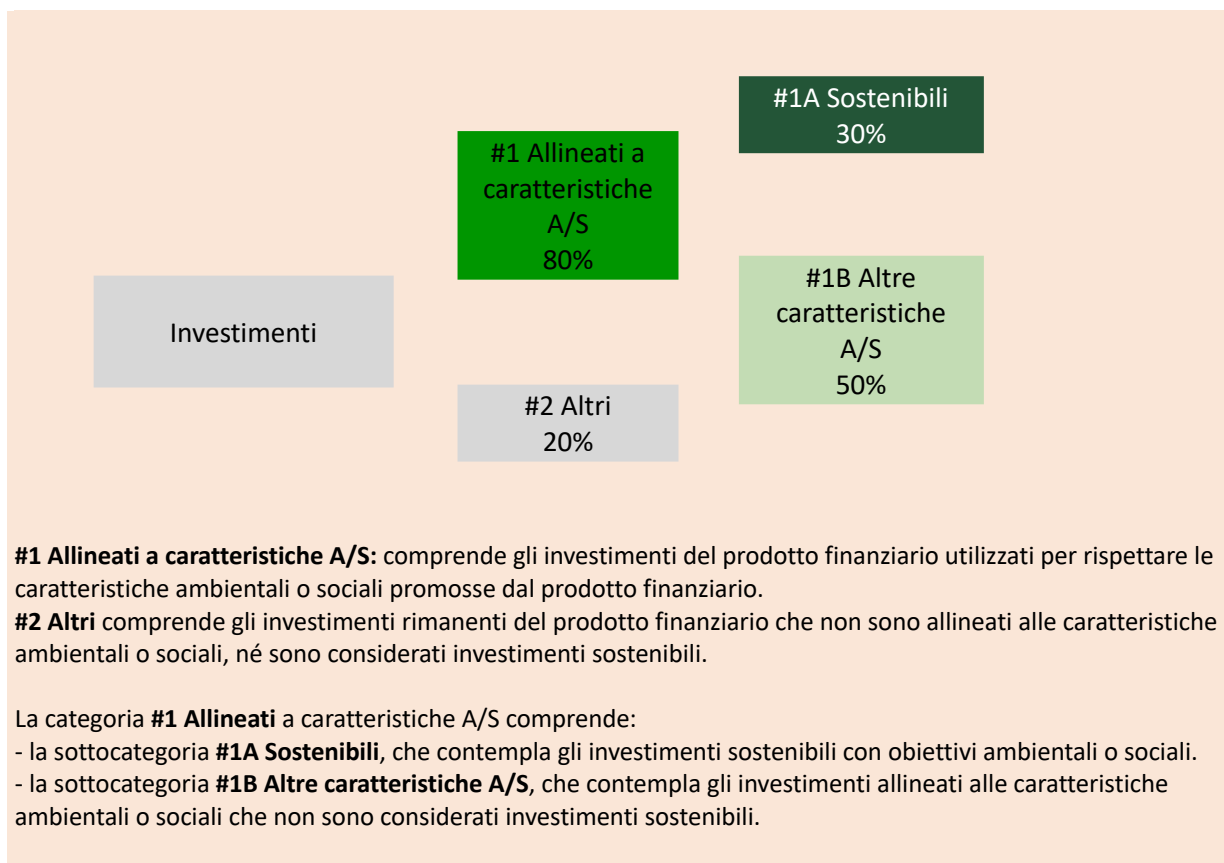 #1A Sostenibili
30%
#1 Allineati a
caratteristiche
A/S
80%
#1B Altre
caratteristiche
A/S
50%
Investimenti
#2 Altri
20%
#1 Allineati a caratteristiche A/S: comprende gli investimenti del prodotto finanziario utilizzati per rispettare le
caratteristiche ambientali o sociali promosse dal prodotto finanziario.
#2 Altri comprende gli investimenti rimanenti del prodotto finanziario che non sono allineati alle caratteristiche
ambientali o sociali, né sono considerati investimenti sostenibili.
La categoria #1 Allineati a caratteristiche A/S comprende:
- la sottocategoria #1A Sostenibili, che contempla gli investimenti sostenibili con obiettivi ambientali o sociali.
- la sottocategoria #1B Altre caratteristiche A/S, che contempla gli investimenti allineati alle caratteristiche
ambientali o sociali che non sono considerati investimenti sostenibili.